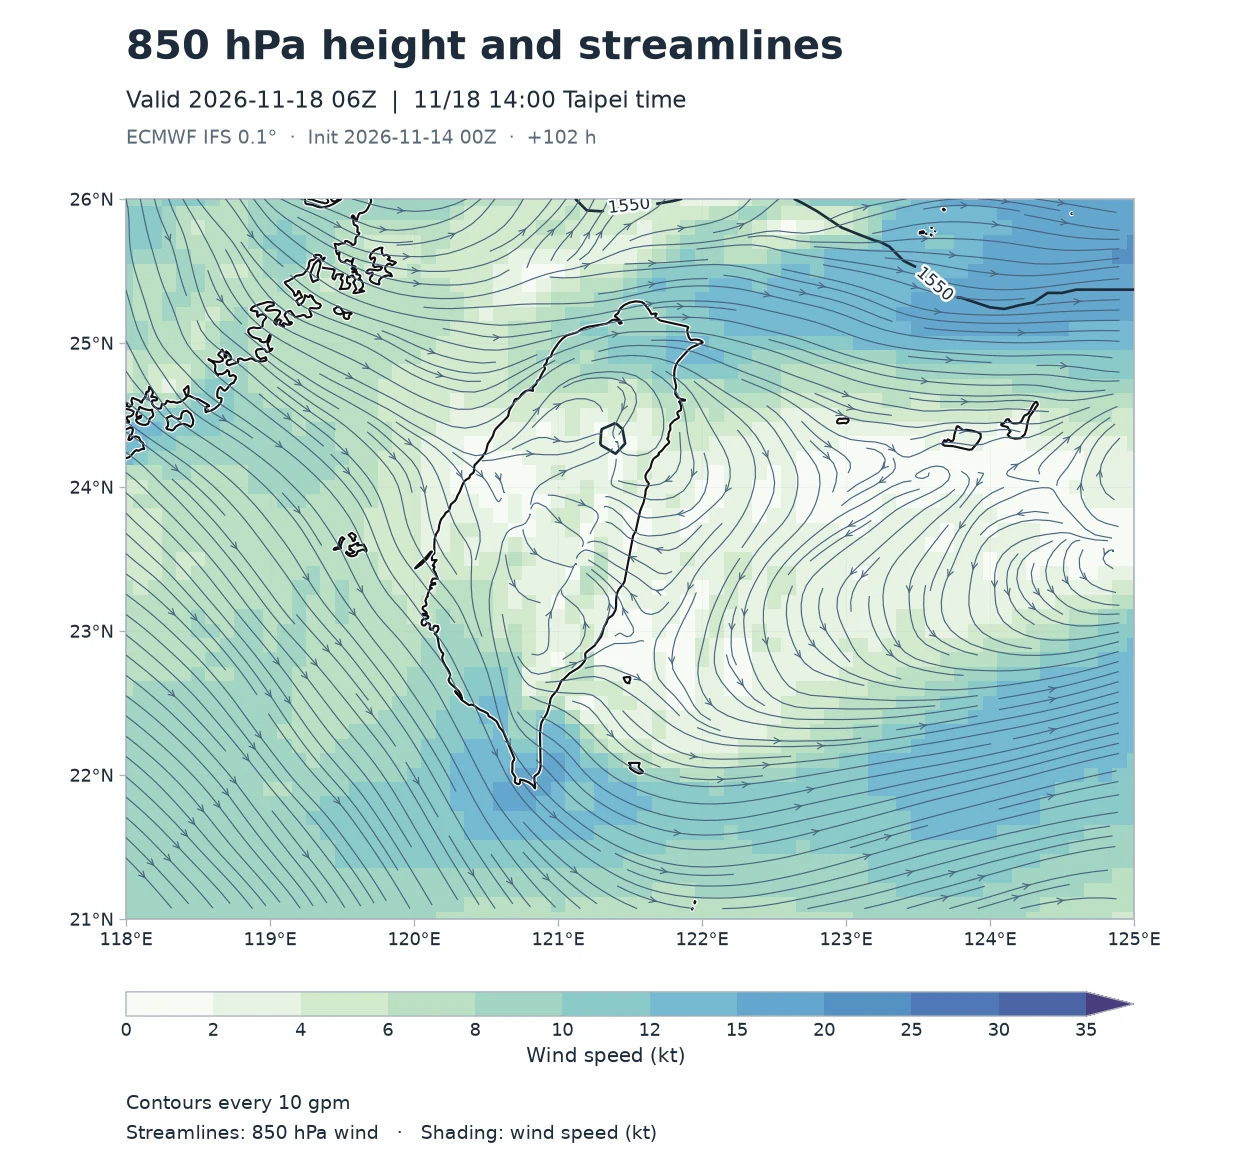 850 hPa height and streamlines
Valid 2026-11-18 06Z | 11/18 14:00 Taipei time
ECMWF IFS 0.1° · Init 2026-11-14 00Z · +102 h
26°N
1550
1550
25°N
24°N
23°N
22°N
21°N
118°E 119°E 120°E 121°E 122°E 123°E 124°E 125°E
0 2 4 6 8 10 12 15 20 25 30 35
Wind speed (kt)
Contours every 10 gpm
Streamlines: 850 hPa wind · Shading: wind speed (kt)